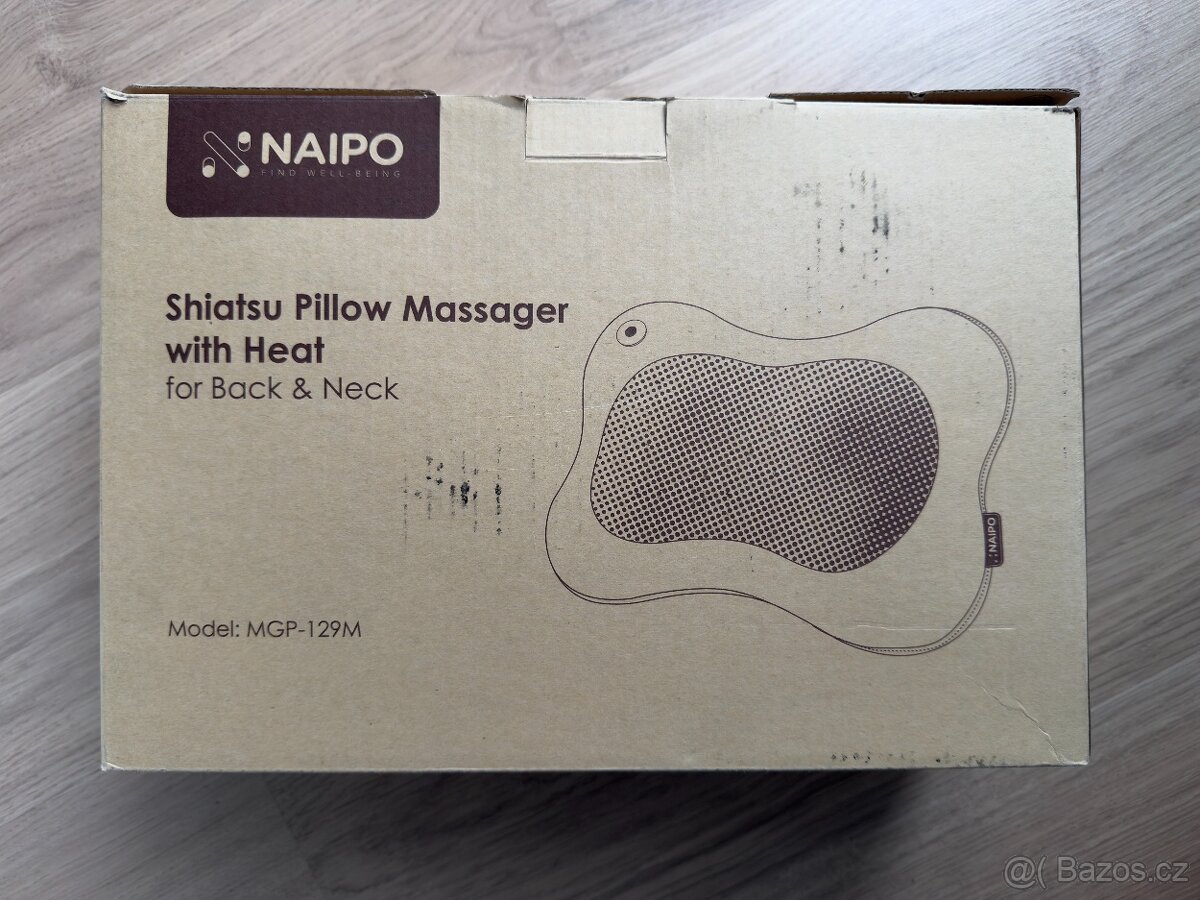 NAIPO
FIND WELL-BEING
Shiatsu Pillow Massager
with Heat
for Back & Neck
NAIPO
Model: MGP-129M
@( Bazos.cz